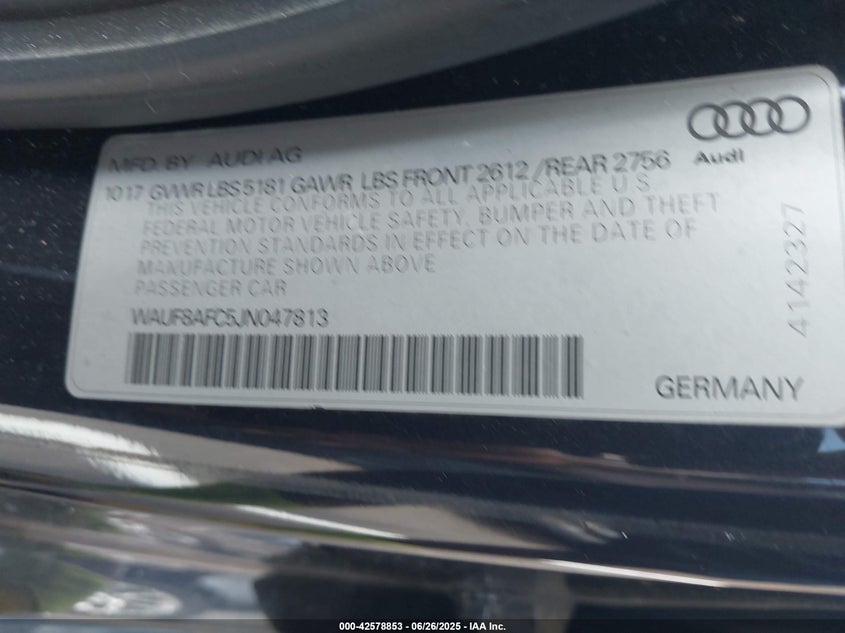 MFD. BY AUDI AG
Audi
10 17 GVWR LBS 5181 GAWR LBS FRONT 2612 /REAR 2756
THIS VEHICLE CONFORMS TO ALL APPLICABLE U.S.
FEDERAL MOTOR VEHICLE SAFETY, BUMPER AND THEFT
PREVENTION STANDARDS IN EFFECT ON THE DATE OF
MANUFACTURE SHOWN ABOVE
PASSENGER CAR
WAUF8AFC5JN047813
GERMANY
4142327
000-42578853 06/26/2025 - IAA Inc.